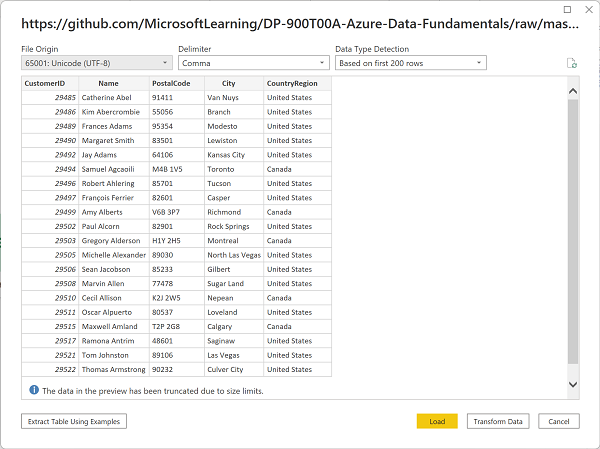 https://github.com/MicrosoftLearning/DP-900T00A-Azure-Data-Fundamentals/raw/mas...
File Origin Delimiter Data Type Detection
65001: Unicode (UTF-8) Comma Based on first 200 rows
CustomerID Name PostalCode City CountryRegion
29485 Catherine Abel 91411 Van Nuys United States
29486 Kim Abercrombie 55056 Branch United States
29489 Frances Adams 95354 Modesto United States
29490 Margaret Smith 83501 Lewiston United States
29492 Jay Adams 64106 Kansas City United States
29494 Samuel Agcaoili M4B 1V5 Toronto Canada
29496 Robert Ahlering 85701 Tucson United States
29497 François Ferrier 82601 Casper United States
29499 Amy Alberts V6B 3P7 Richmond Canada
29502 Paul Alcorn 82901 Rock Springs United States
29503 Gregory Alderson H1Y 2H5 Montreal Canada
29505 Michelle Alexander 89030 North Las Vegas United States
29506 Sean Jacobson 85233 Gilbert United States
29508 Marvin Allen 77478 Sugar Land United States
29510 Cecil Allison K2J 2W5 Nepean Canada
29511 Oscar Alpuerto 80537 Loveland United States
29515 Maxwell Amland T2P 2G8 Calgary Canada
29517 Ramona Antrim 48601 Saginaw United States
29521 Tom Johnston 89106 Las Vegas United States
29522 Thomas Armstrong 90232 Culver City United States
The data in the preview has been truncated due to size limits.
Extract Table Using Examples Load Transform Data Cancel